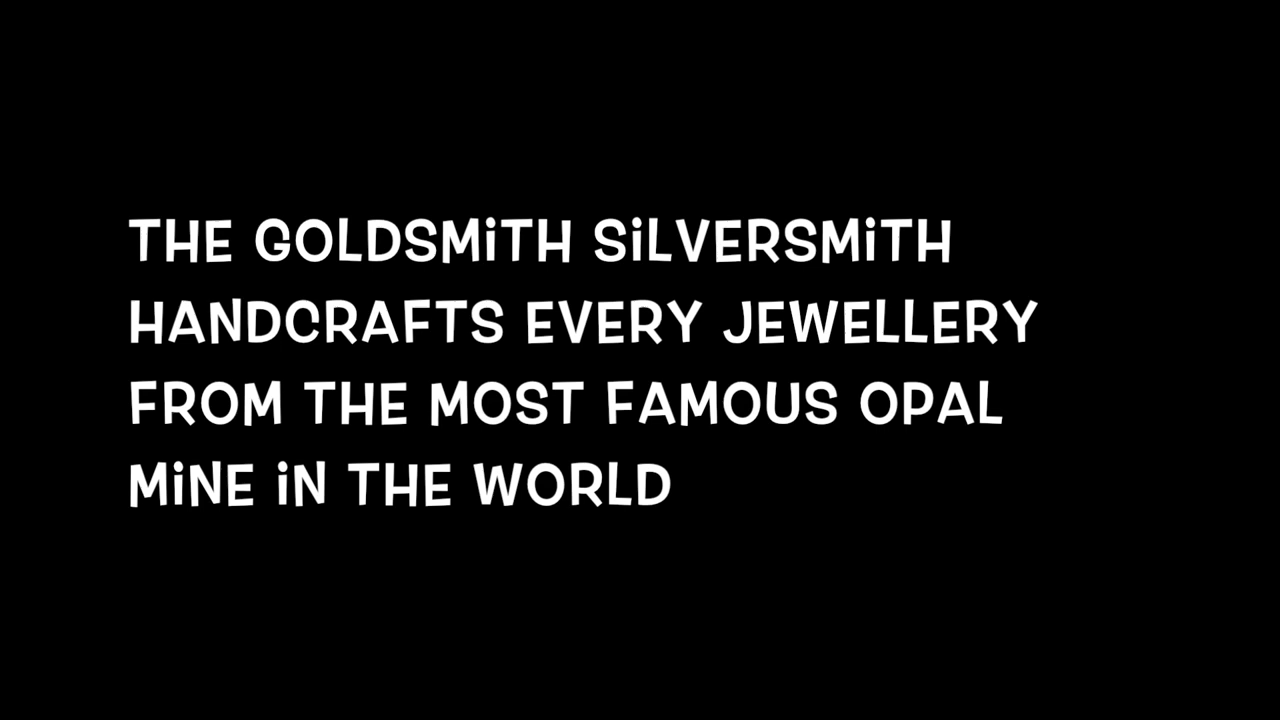 THE GOLDSMiTH SiLVERSMiTH
HANDCRAFTS EVERY JEWELLERY
FROM THE MOST FAMOUS OPAL
MiNE iN THE WORLD